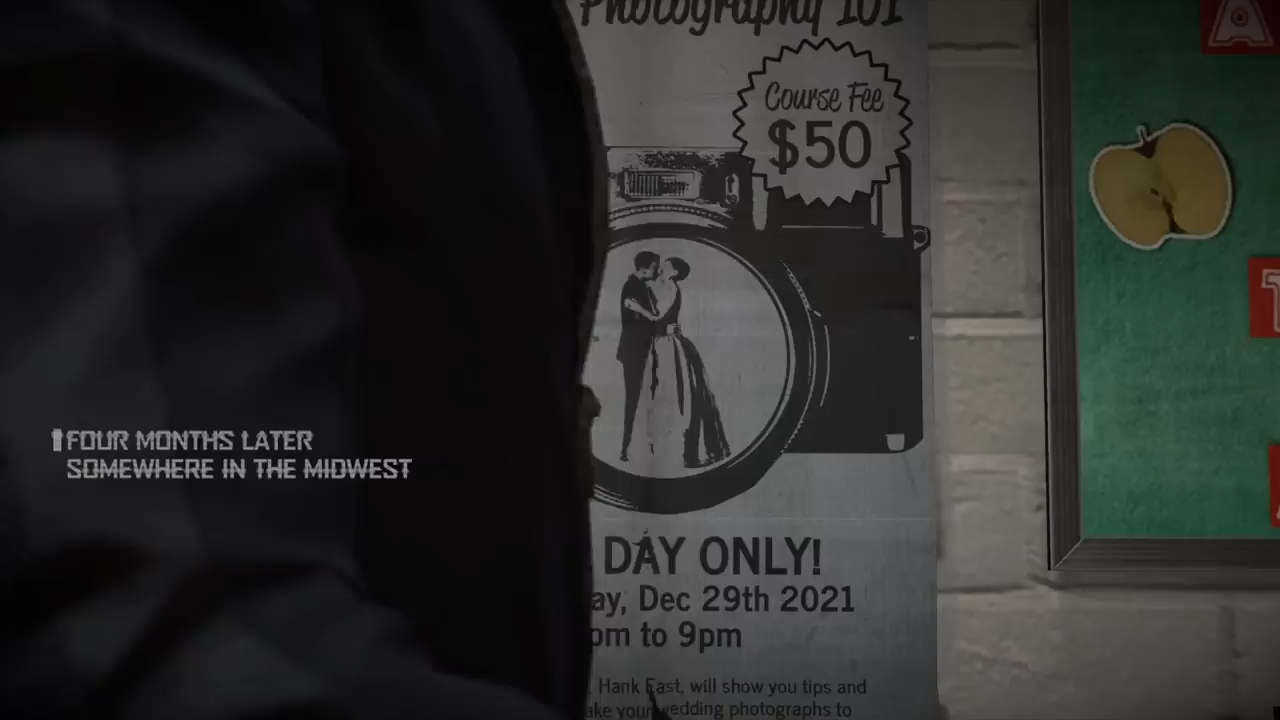 Photography 101
Course Fee
$50
DAY ONLY!
ay, Dec 29th 2021
pm to 9pm
Hank East, will show you tips and
ake your wedding photographs to
FOUR MONTHS LATER
SOMEWHERE IN THE MIDWEST
A